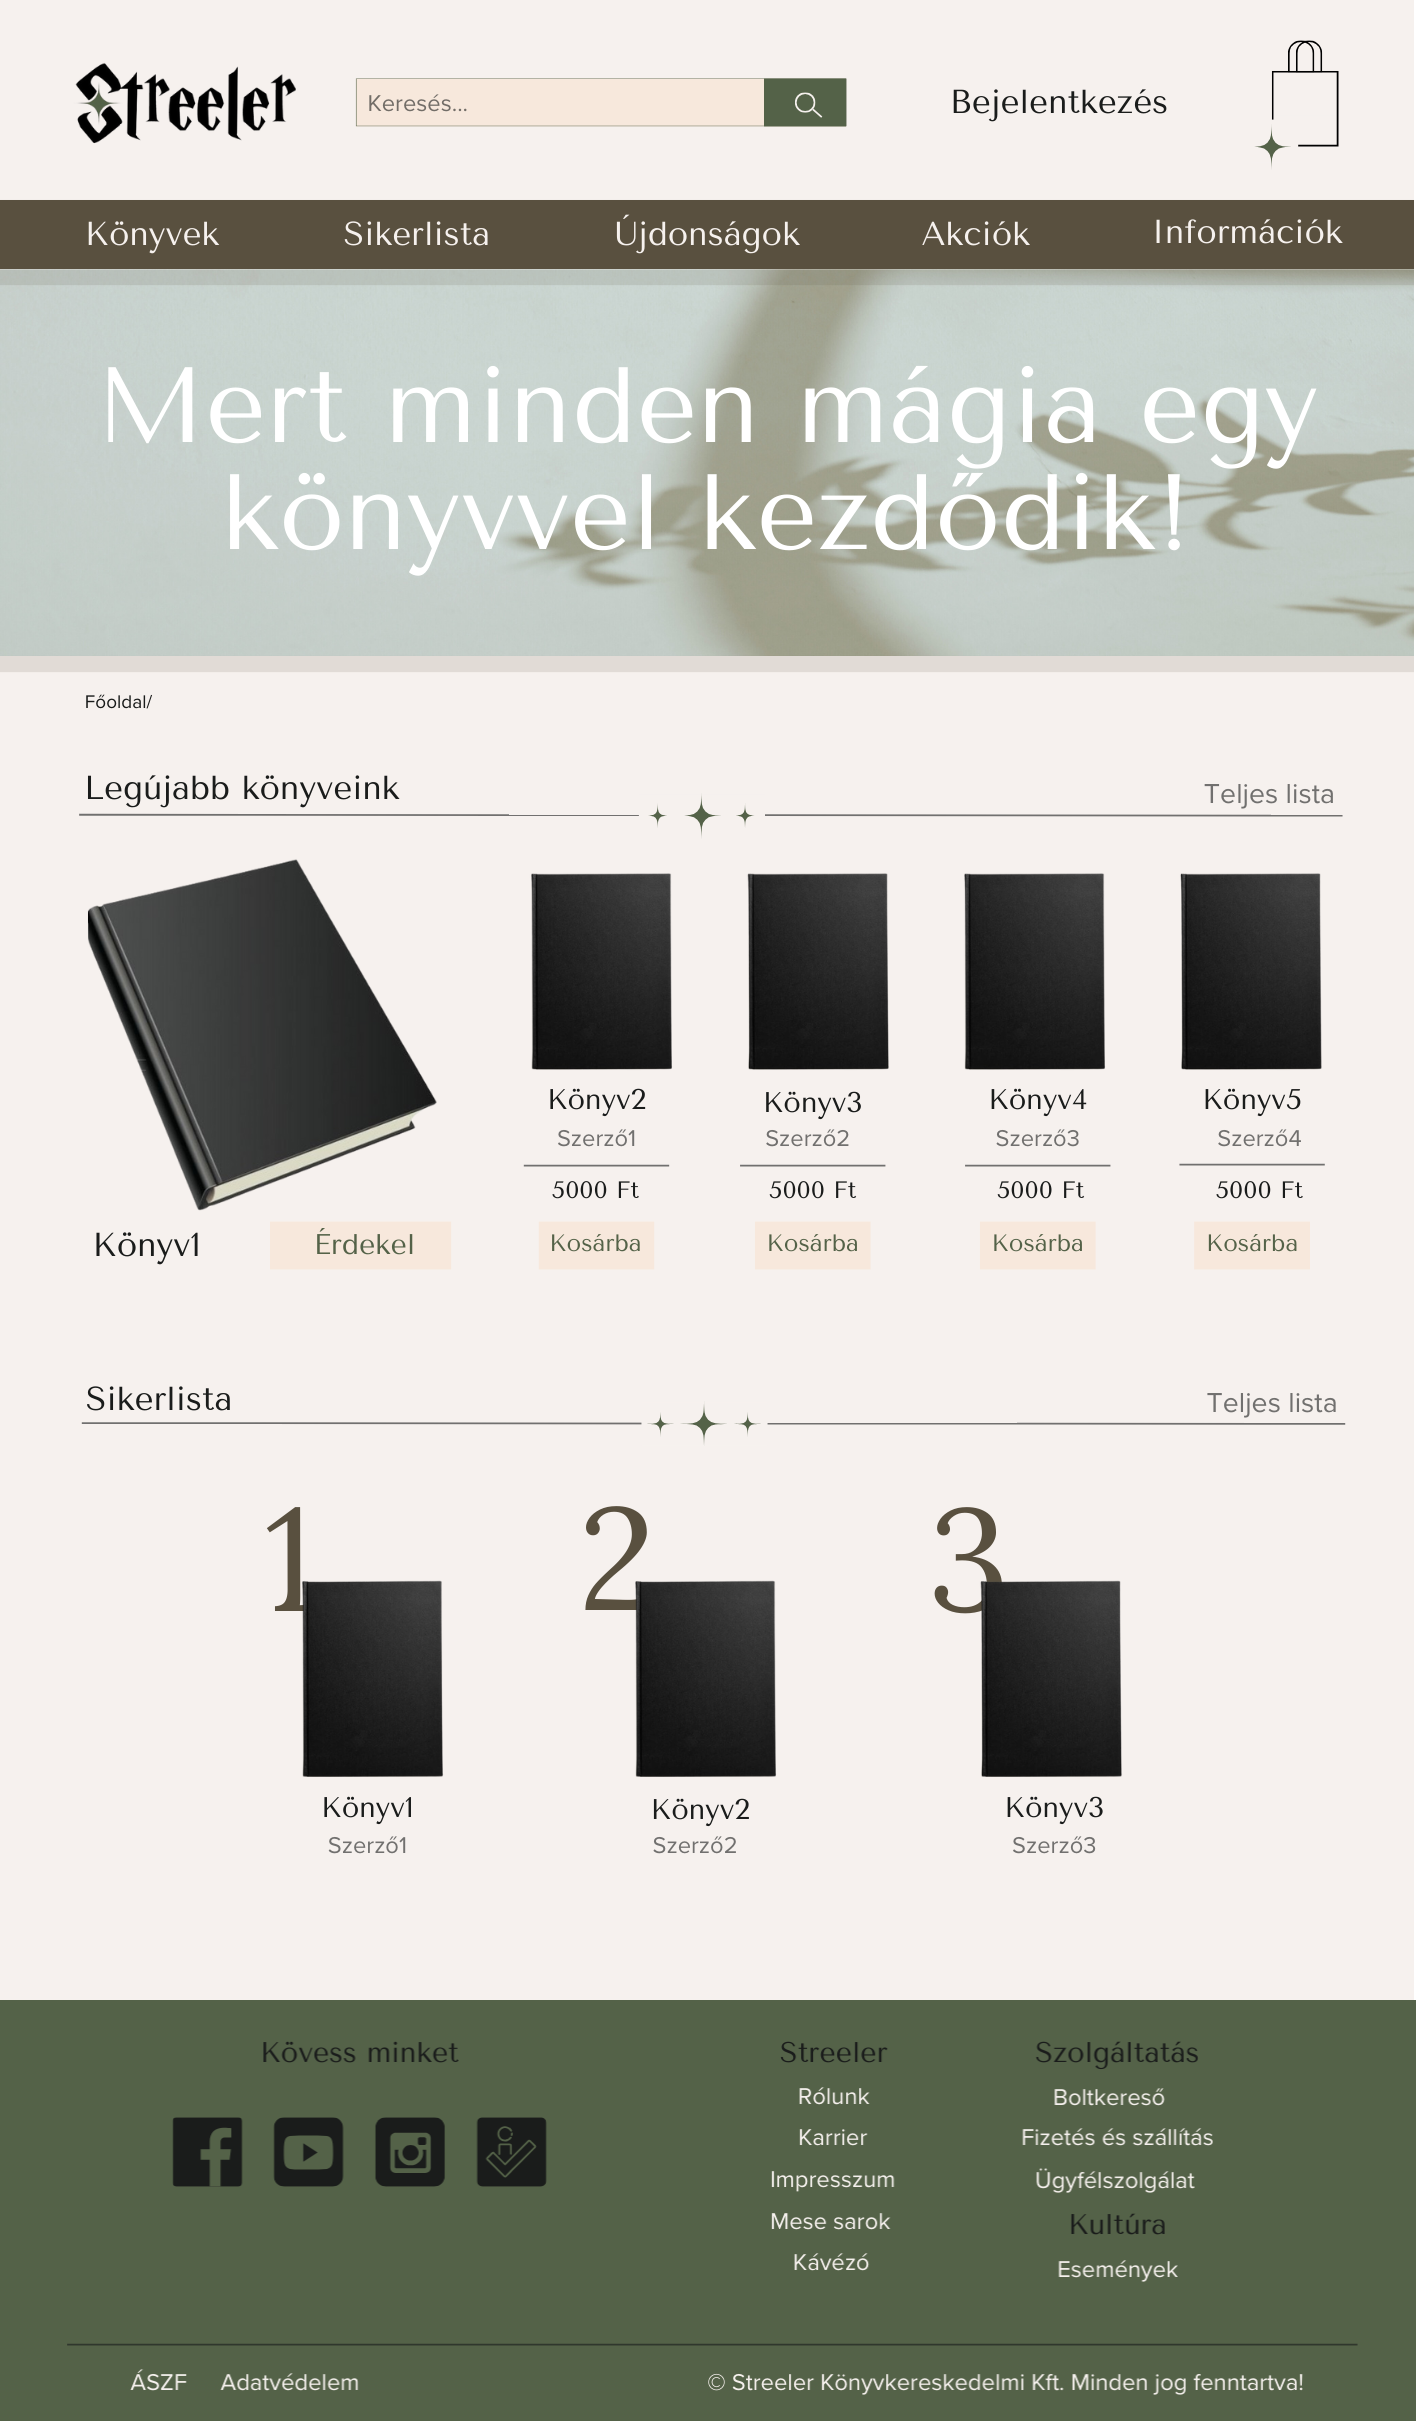 Streeler
Keresés...
Bejelentkezés
Könyvek
Sikerlista
Újdonságok
Akciók
Információk
Mert minden mágia egy
könyvvel kezdődik!
Főoldal/
Legújabb könyveink
Teljes lista
Könyv1
Érdekel
Könyv2
Szerző1
5000 Ft
Kosárba
Könyv3
Szerző2
5000 Ft
Kosárba
Könyv4
Szerző3
5000 Ft
Kosárba
Könyv5
Szerző4
5000 Ft
Kosárba
Sikerlista
Teljes lista
1
Könyv1
Szerző1
2
Könyv2
Szerző2
3
Könyv3
Szerző3
Kövess minket
Streeler
Rólunk
Karrier
Impresszum
Mese sarok
Kávézó
Szolgáltatás
Boltkereső
Fizetés és szállítás
Ügyfélszolgálat
Kultúra
Események
ÁSZF
Adatvédelem
© Streeler Könyvkereskedelmi Kft. Minden jog fenntartva!